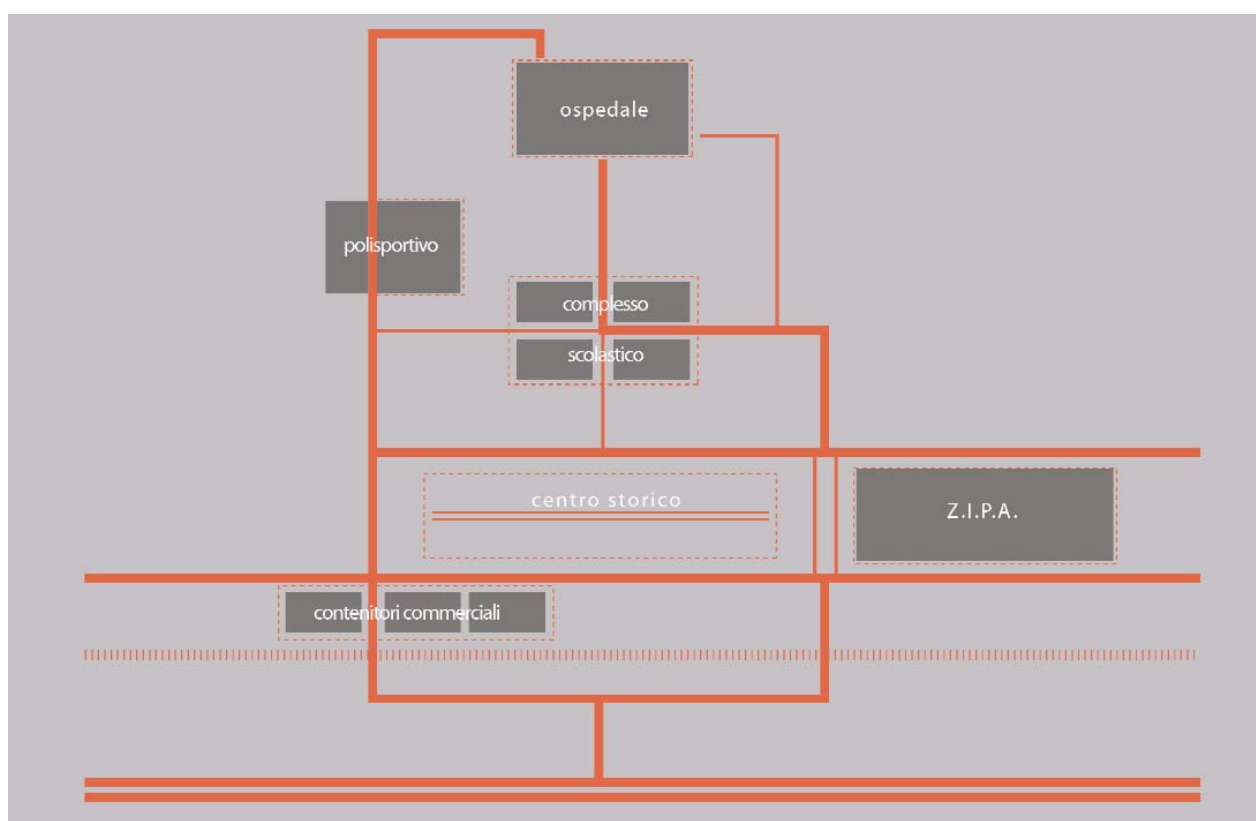 ospedale
polisportivo
complesso
scolastico
centro storico
Z.I.P.A.
contenitori commerciali